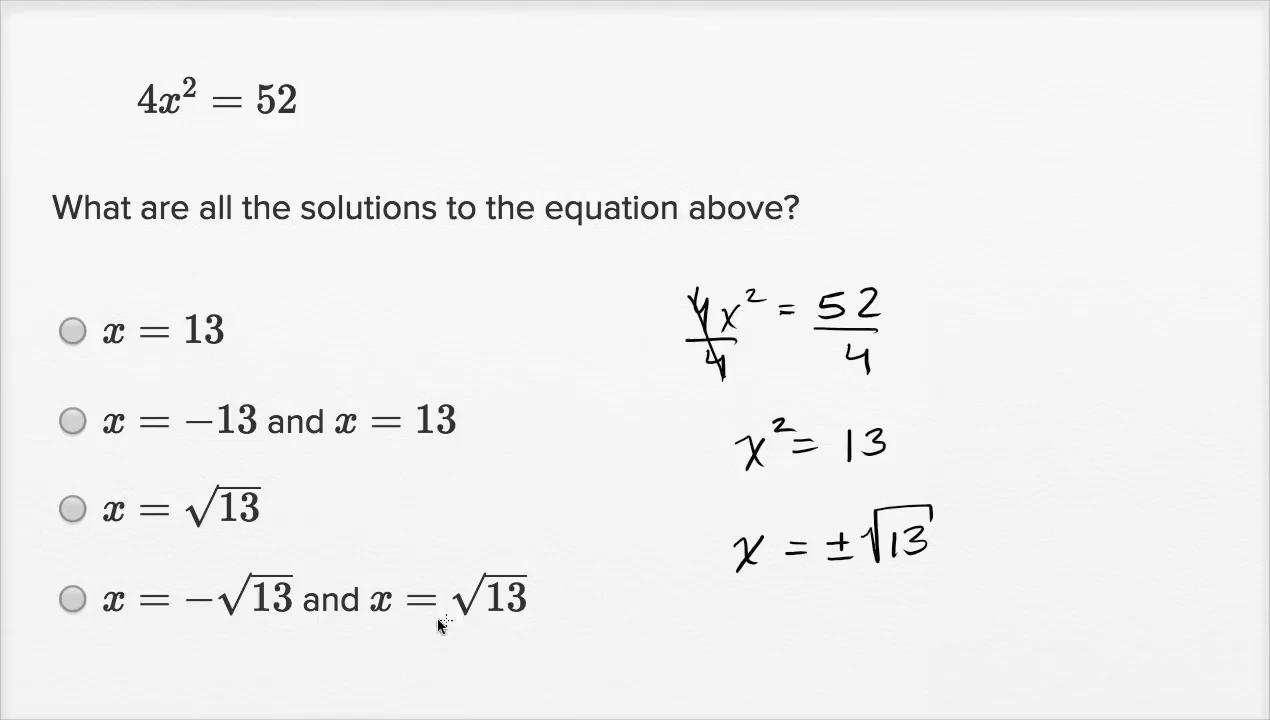 4x² = 52
What are all the solutions to the equation above?
x = 13
x = −13 and x = 13
x = √13
x = −√13 and x = √13
4x²/4 = 52/4
x² = 13
x = ±√13